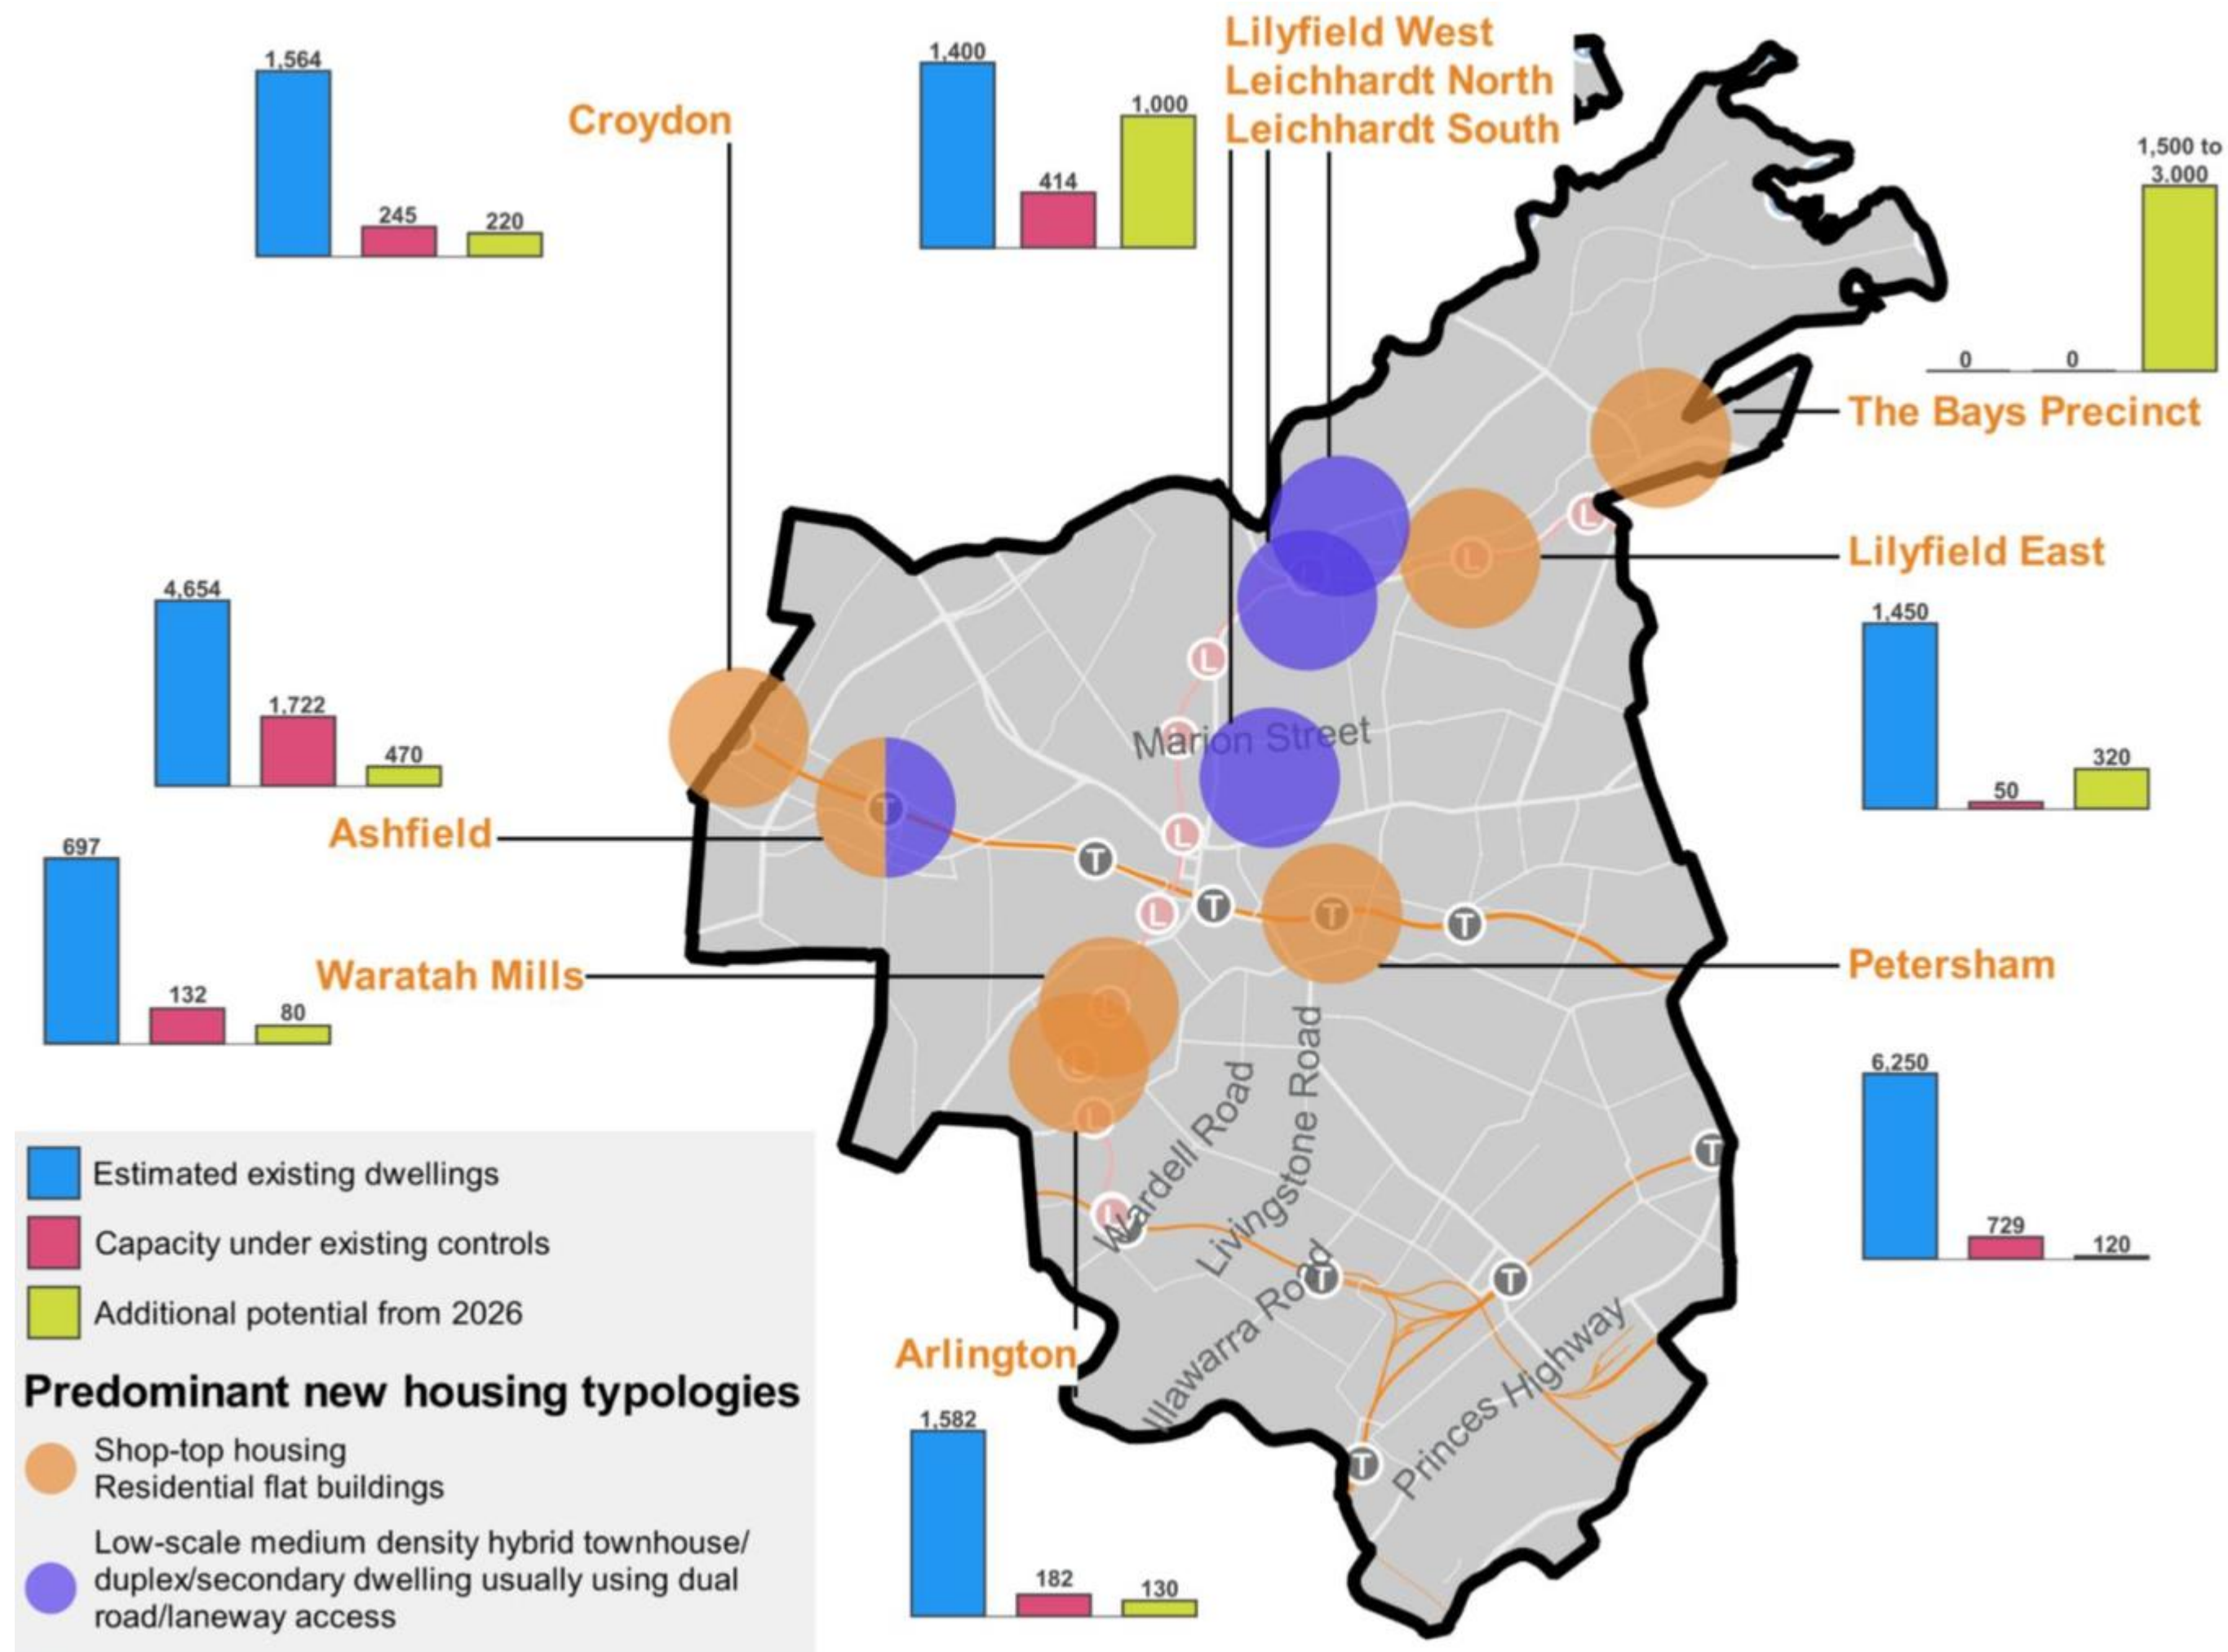 Lilyfield West
Leichhardt North
Leichhardt South
1,400
414
1,000
1,564
245
220
Croydon
1,500 to
3.000
0
0
The Bays Precinct
Lilyfield East
1,450
50
320
4,654
1,722
470
Ashfield
697
132
80
Waratah Mills
Petersham
6,250
729
120
Arlington
1,582
182
130
Marion Street
Wardell Road
Livingstone Road
Illawarra Road
Princes Highway
L
L
L
L
L
L
L
L
L
L
T
T
T
T
T
T
T
T
T
Estimated existing dwellings
Capacity under existing controls
Additional potential from 2026
Predominant new housing typologies
Shop-top housing
Residential flat buildings
Low-scale medium density hybrid townhouse/
duplex/secondary dwelling usually using dual
road/laneway access